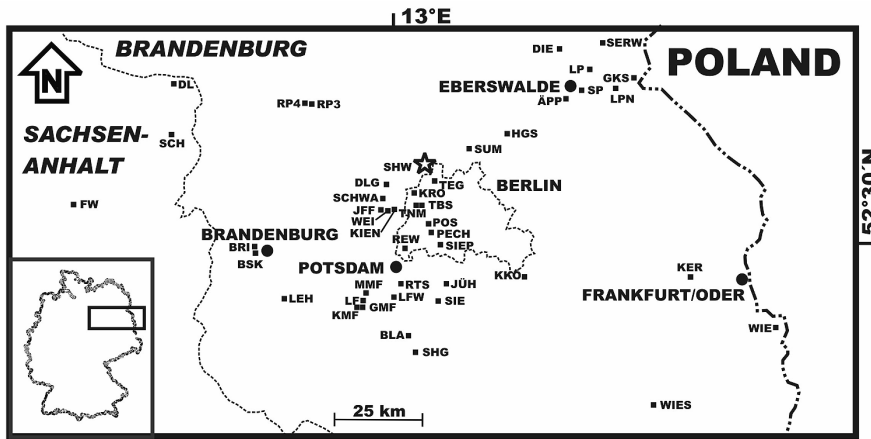 13°E
BRANDENBURG
POLAND
DIE
SERW
LP
GKS
EBERSWALDE
SP
LPN
ÄPP
N
DL
RP4 RP3
SACHSEN-
ANHALT
SCH
HGS
SUM
SHW
TEG
DLG
BERLIN
KRO
SCHWA
FW
TBS
JFF
TNM
WEI
KIEN
POS
PECH
52°30'N
BRANDENBURG
REW
SIEP
BRI
BSK
POTSDAM
KKO
KER
MMF
RTS
JÜH
FRANKFURT/ODER
LEH
LF
LFW
SIE
GMF
KMF
WIE
BLA
SHG
25 km
WIES